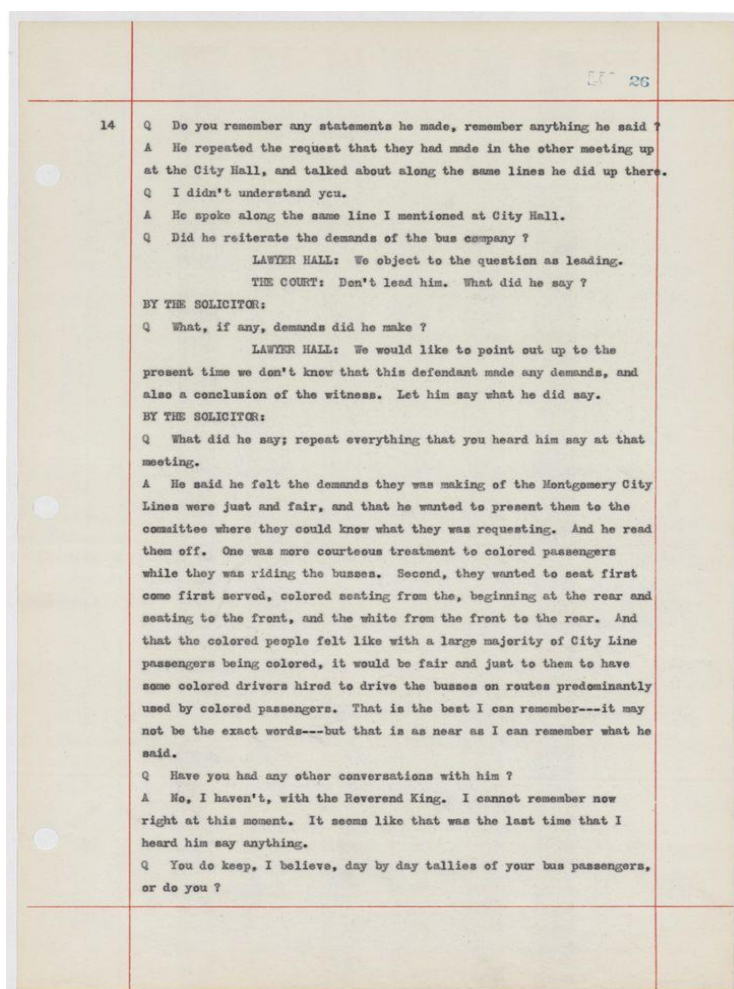 26
14 Q Do you remember any statements he made, remember anything he said ?
A He repeated the request that they had made in the other meeting up
at the City Hall, and talked about along the same lines he did up there.
Q I didn't understand you.
A He spoke along the same line I mentioned at City Hall.
Q Did he reiterate the demands of the bus company ?
LAWYER HALL: We object to the question as leading.
THE COURT: Don't lead him. What did he say ?
BY THE SOLICITOR:
Q What, if any, demands did he make ?
LAWYER HALL: We would like to point out up to the
present time we don't know that this defendant made any demands, and
also a conclusion of the witness. Let him say what he did say.
BY THE SOLICITOR:
Q What did he say; repeat everything that you heard him say at that
meeting.
A He said he felt the demands they was making of the Montgomery City
Lines were just and fair, and that he wanted to present them to the
committee where they could know what they was requesting. And he read
them off. One was more courteous treatment to colored passengers
while they was riding the busses. Second, they wanted to seat first
come first served, colored seating from the, beginning at the rear and
seating to the front, and the white from the front to the rear. And
that the colored people felt like with a large majority of City Line
passengers being colored, it would be fair and just to them to have
some colored drivers hired to drive the busses on routes predominantly
used by colored passengers. That is the best I can remember---it may
not be the exact words---but that is as near as I can remember what he
said.
Q Have you had any other conversations with him ?
A No, I haven't, with the Reverend King. I cannot remember now
right at this moment. It seems like that was the last time that I
heard him say anything.
Q You do keep, I believe, day by day tallies of your bus passengers,
or do you ?